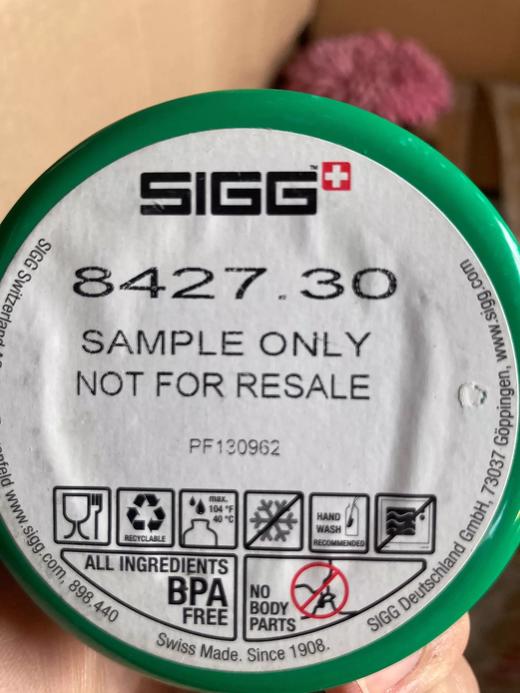 SIGG™
8427.30
SAMPLE ONLY
NOT FOR RESALE
PF130962
RECYCLABLE
max.
104 °F
40 °C
HAND
WASH
RECOMMENDED
ALL INGREDIENTS
BPA
FREE
NO
BODY
PARTS
SIGG Switzerland
www.sigg.com, 898.440
Swiss Made. Since 1908.
SIGG Deutschland GmbH, 73037 Göppingen, www.sigg.com